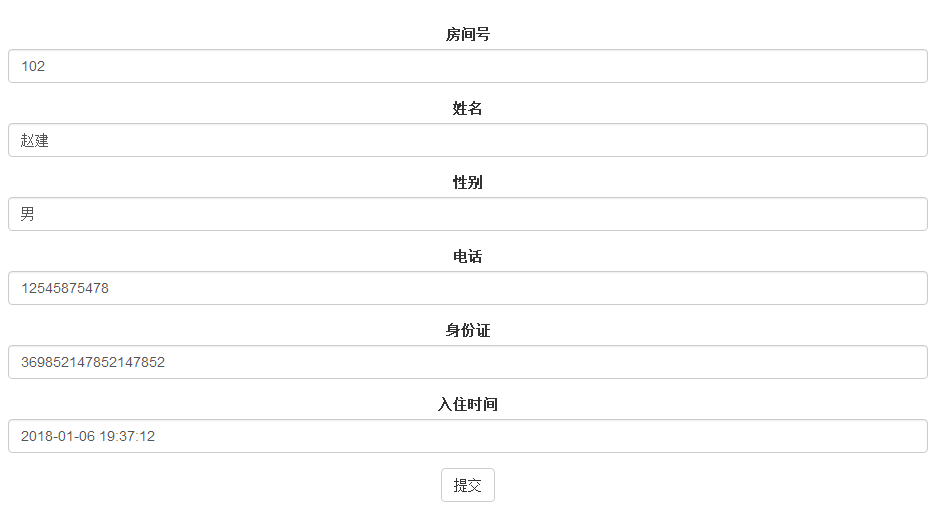 房间号
102
姓名
赵建
性别
男
电话
12545875478
身份证
369852147852147852
入住时间
2018-01-06 19:37:12
提交